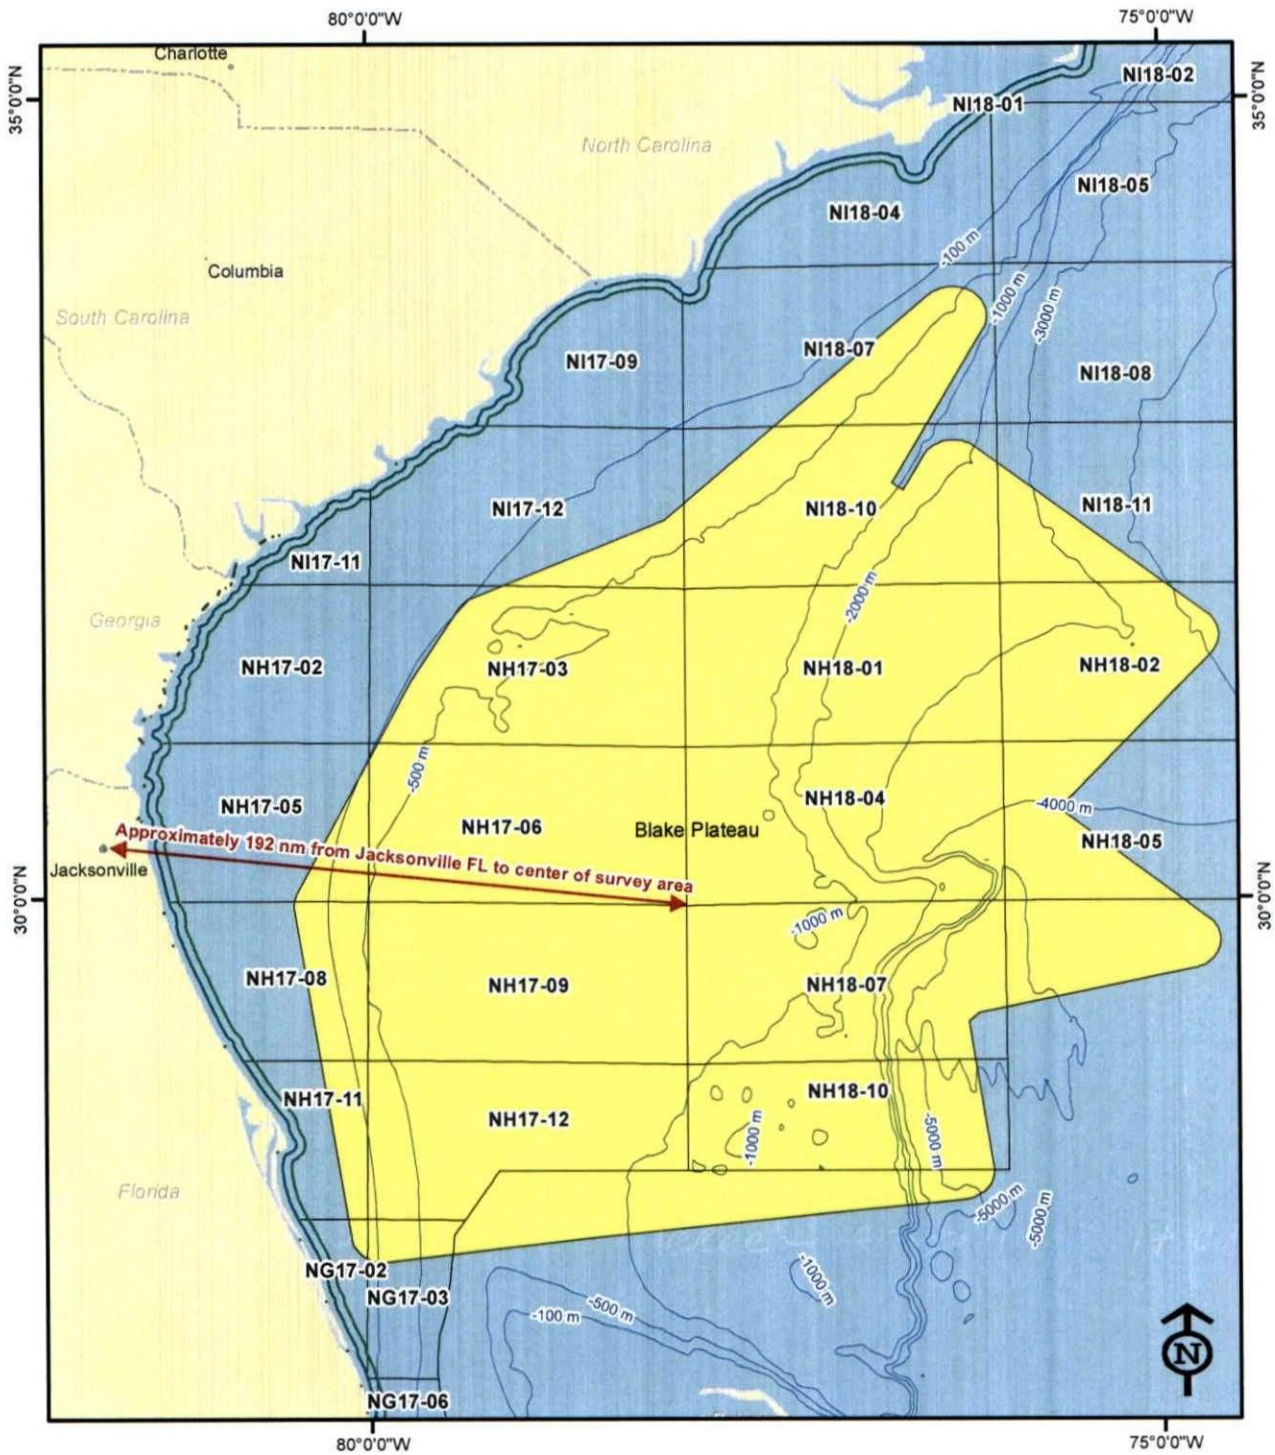 80°0'0"W
75°0'0"W
Charlotte
NI18-02
35°0'0"N
35°0'0"N
NI18-01
North Carolina
NI18-05
NI18-04
-100 m
Columbia
-1000 m
-3000 m
South Carolina
NI18-07
NI17-09
NI18-08
NI17-12
NI18-10
NI18-11
NI17-11
-2000 m
Georgia
NH17-02
NH17-03
NH18-01
NH18-02
-500 m
NH17-05
NH18-04
-4000 m
NH17-06
Blake Plateau
NH18-05
Approximately 192 nm from Jacksonville FL to center of survey area
Jacksonville
30°0'0"N
30°0'0"N
-1000 m
NH17-08
NH17-09
NH18-07
NH17-11
NH18-10
NH17-12
-1000 m
-5000 m
Florida
-5000 m
-5000 m
NG17-02
-1000 m
NG17-03
-500 m
-100 m
N
NG17-06
80°0'0"W
75°0'0"W